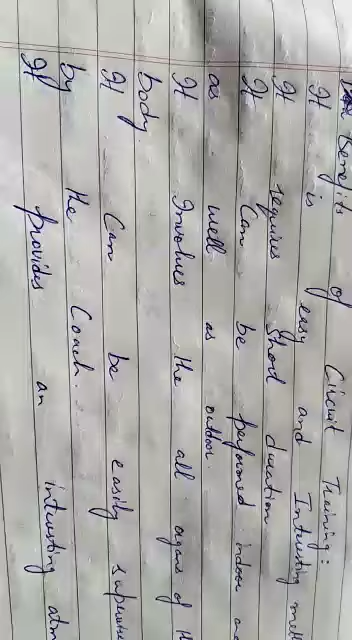 Benefits of Circuit Training:
It is easy and Interesting
It requires short duration
It Can be performed indoor
as well as outdoor.
It Involves the all organs of
body.
It Can be easily
by the Coach.
It provides an interesting